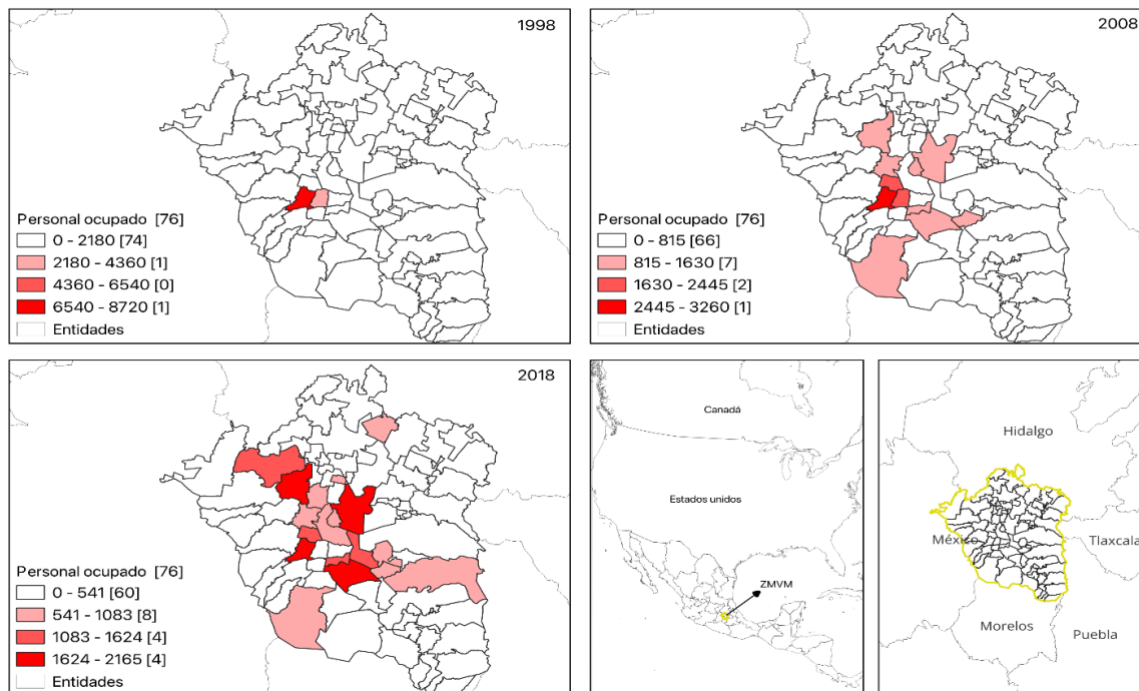 1998
Personal ocupado [76]
0 - 2180 [74]
2180 - 4360 [1]
4360 - 6540 [0]
6540 - 8720 [1]
Entidades
2008
Personal ocupado [76]
0 - 815 [66]
815 - 1630 [7]
1630 - 2445 [2]
2445 - 3260 [1]
Entidades
2018
Personal ocupado [76]
0 - 541 [60]
541 - 1083 [8]
1083 - 1624 [4]
1624 - 2165 [4]
Entidades
Canadá
Estados unidos
ZMVM
Hidalgo
México
Tlaxcala
Morelos
Puebla